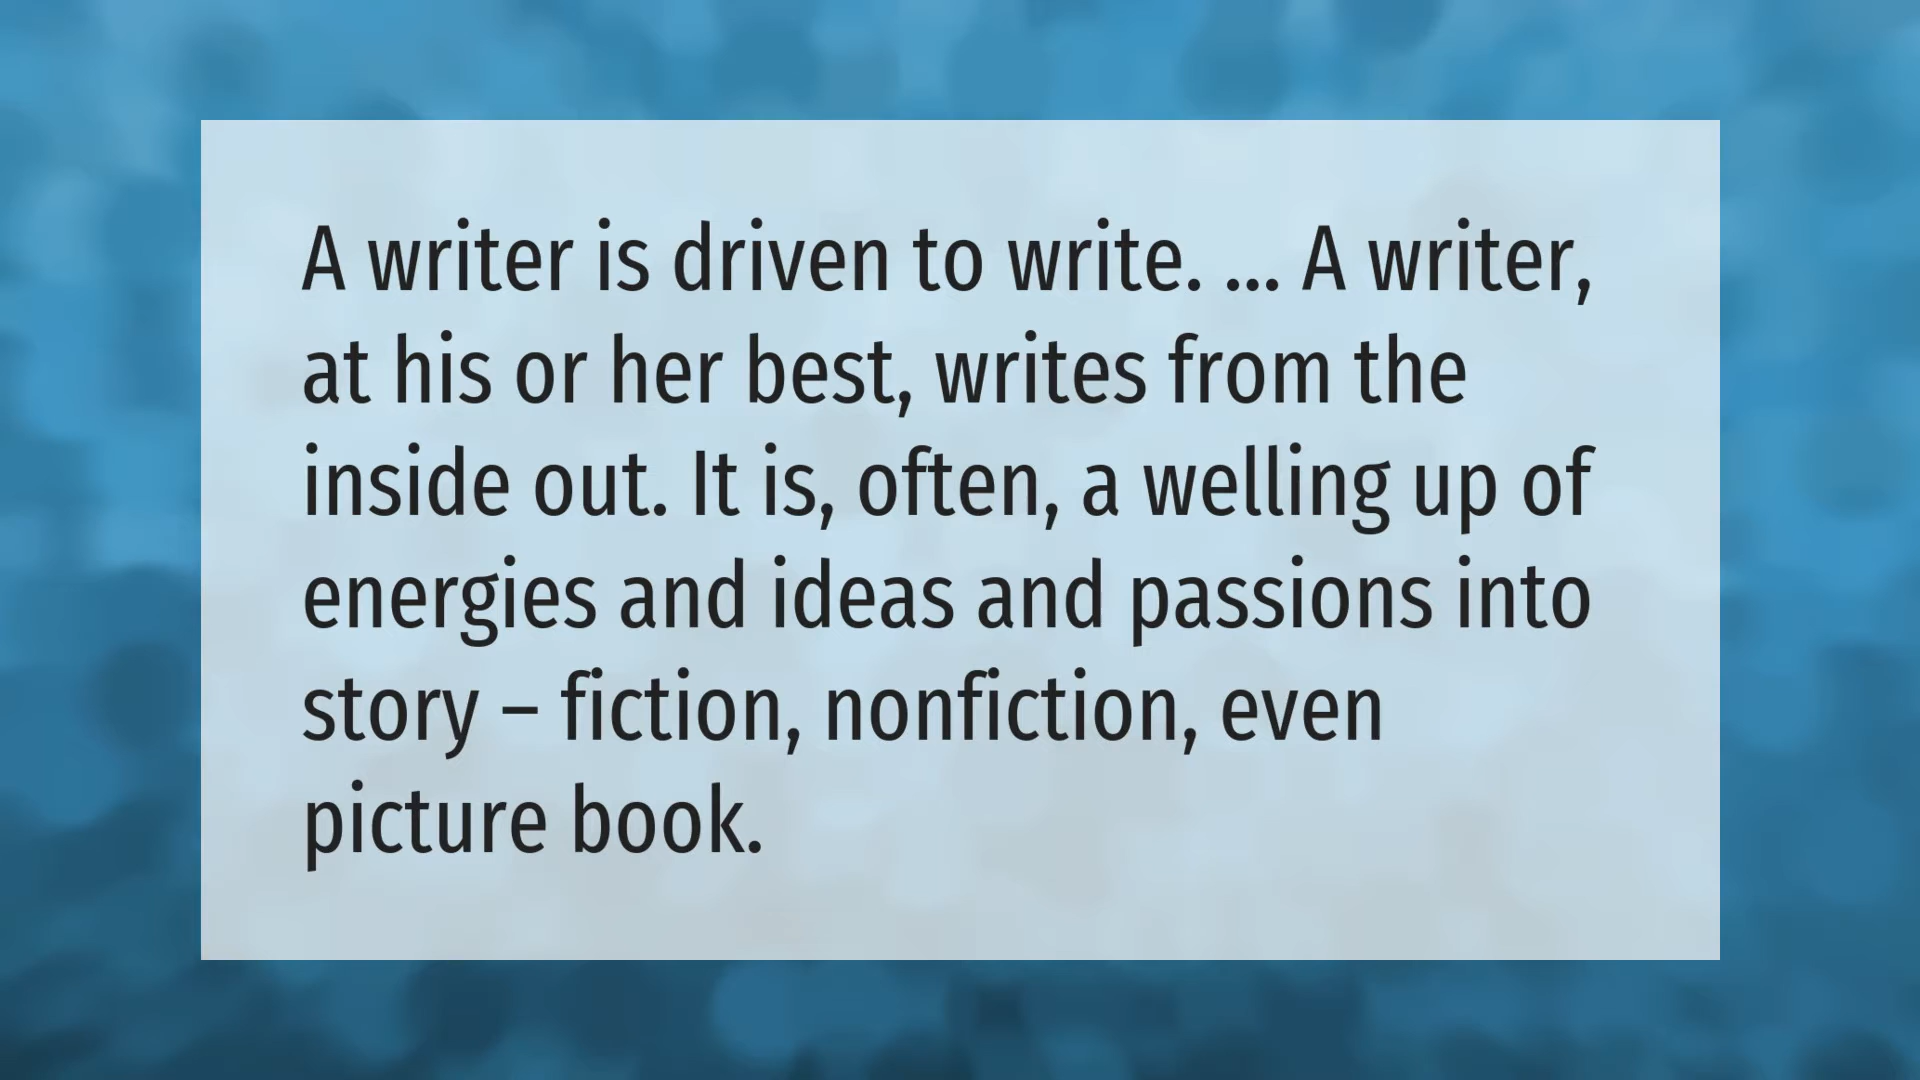 A writer is driven to write. ... A writer,
at his or her best, writes from the
inside out. It is, often, a welling up of
energies and ideas and passions into
story – fiction, nonfiction, even
picture book.